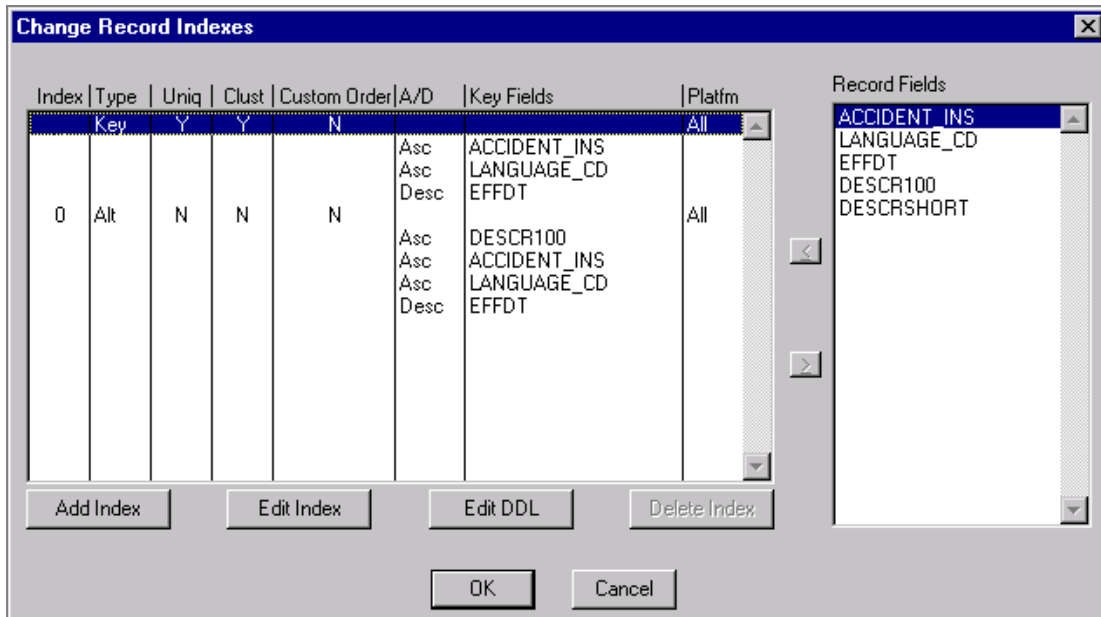 Change Record Indexes
Record Fields
Index Type Uniq Clust Custom Order A/D Key Fields Platfm
Key Y Y N All
Asc ACCIDENT_INS
Asc LANGUAGE_CD
Desc EFFDT
0 Alt N N N All
Asc DESCR100
Asc ACCIDENT_INS
Asc LANGUAGE_CD
Desc EFFDT
ACCIDENT_INS
LANGUAGE_CD
EFFDT
DESCR100
DESCRSHORT
<
>
Add Index Edit Index Edit DDL Delete Index
OK Cancel